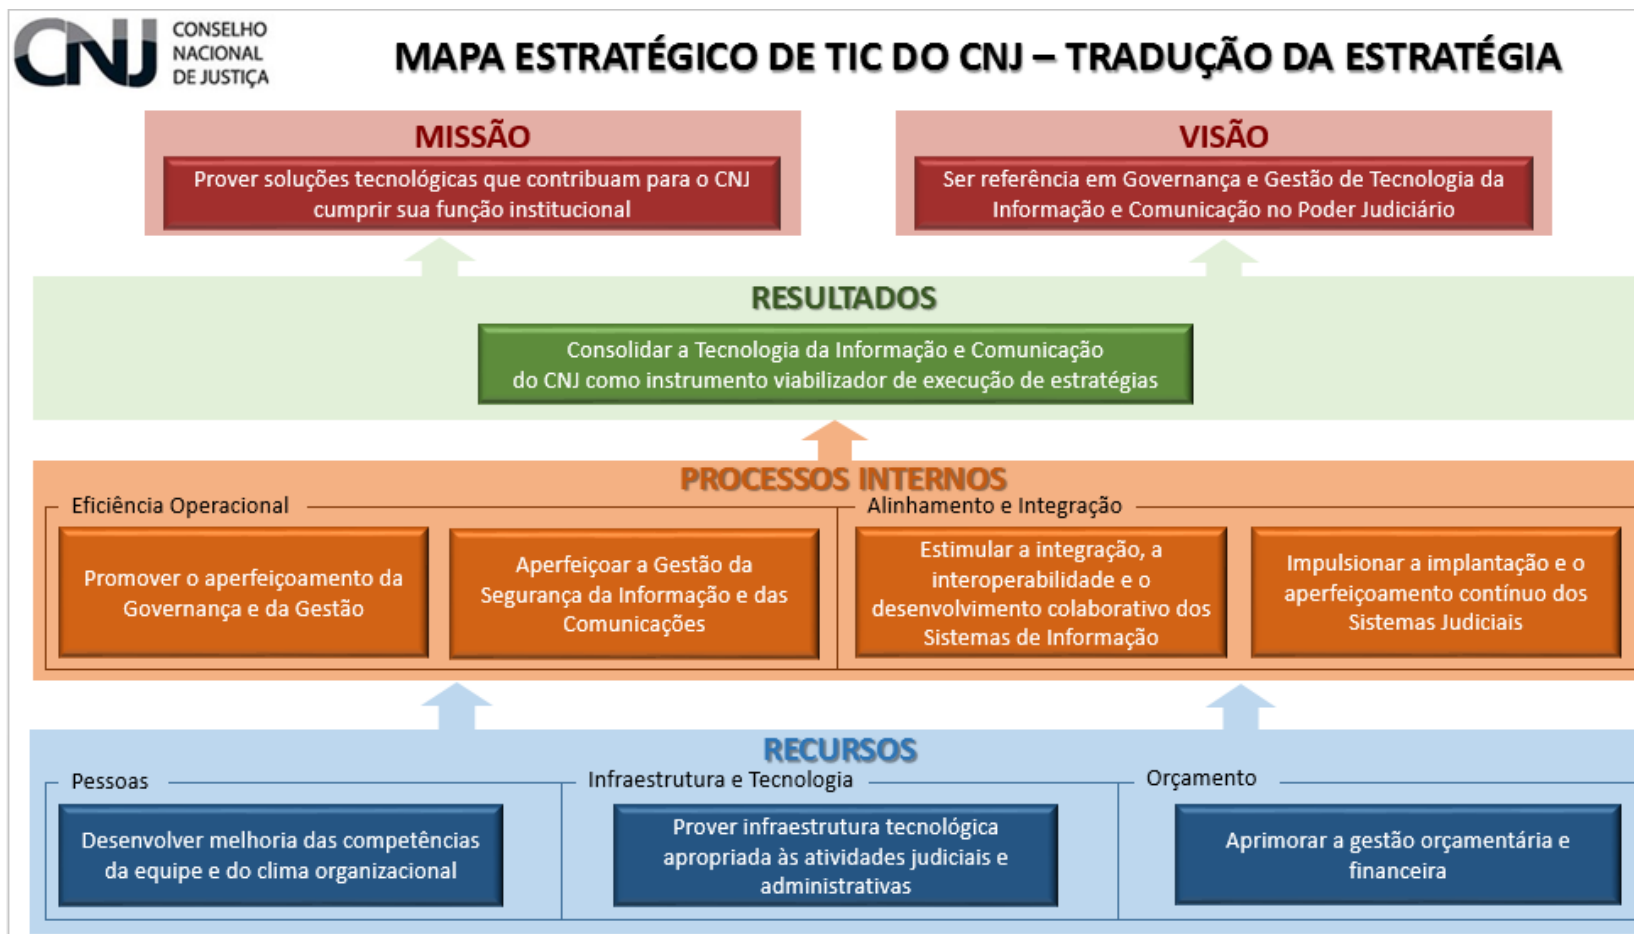 CNJ
CONSELHO
NACIONAL
DE JUSTIÇA
MAPA ESTRATÉGICO DE TIC DO CNJ – TRADUÇÃO DA ESTRATÉGIA
MISSÃO
Prover soluções tecnológicas que contribuam para o CNJ
cumprir sua função institucional
VISÃO
Ser referência em Governança e Gestão de Tecnologia da
Informação e Comunicação no Poder Judiciário
RESULTADOS
Consolidar a Tecnologia da Informação e Comunicação
do CNJ como instrumento viabilizador de execução de estratégias
PROCESSOS INTERNOS
Eficiência Operacional
Promover o aperfeiçoamento da
Governança e da Gestão
Aperfeiçoar a Gestão da
Segurança da Informação e das
Comunicações
Alinhamento e Integração
Estimular a integração, a
interoperabilidade e o
desenvolvimento colaborativo dos
Sistemas de Informação
Impulsionar a implantação e o
aperfeiçoamento contínuo dos
Sistemas Judiciais
RECURSOS
Pessoas
Desenvolver melhoria das competências
da equipe e do clima organizacional
Infraestrutura e Tecnologia
Prover infraestrutura tecnológica
apropriada às atividades judiciais e
administrativas
Orçamento
Aprimorar a gestão orçamentária e
financeira